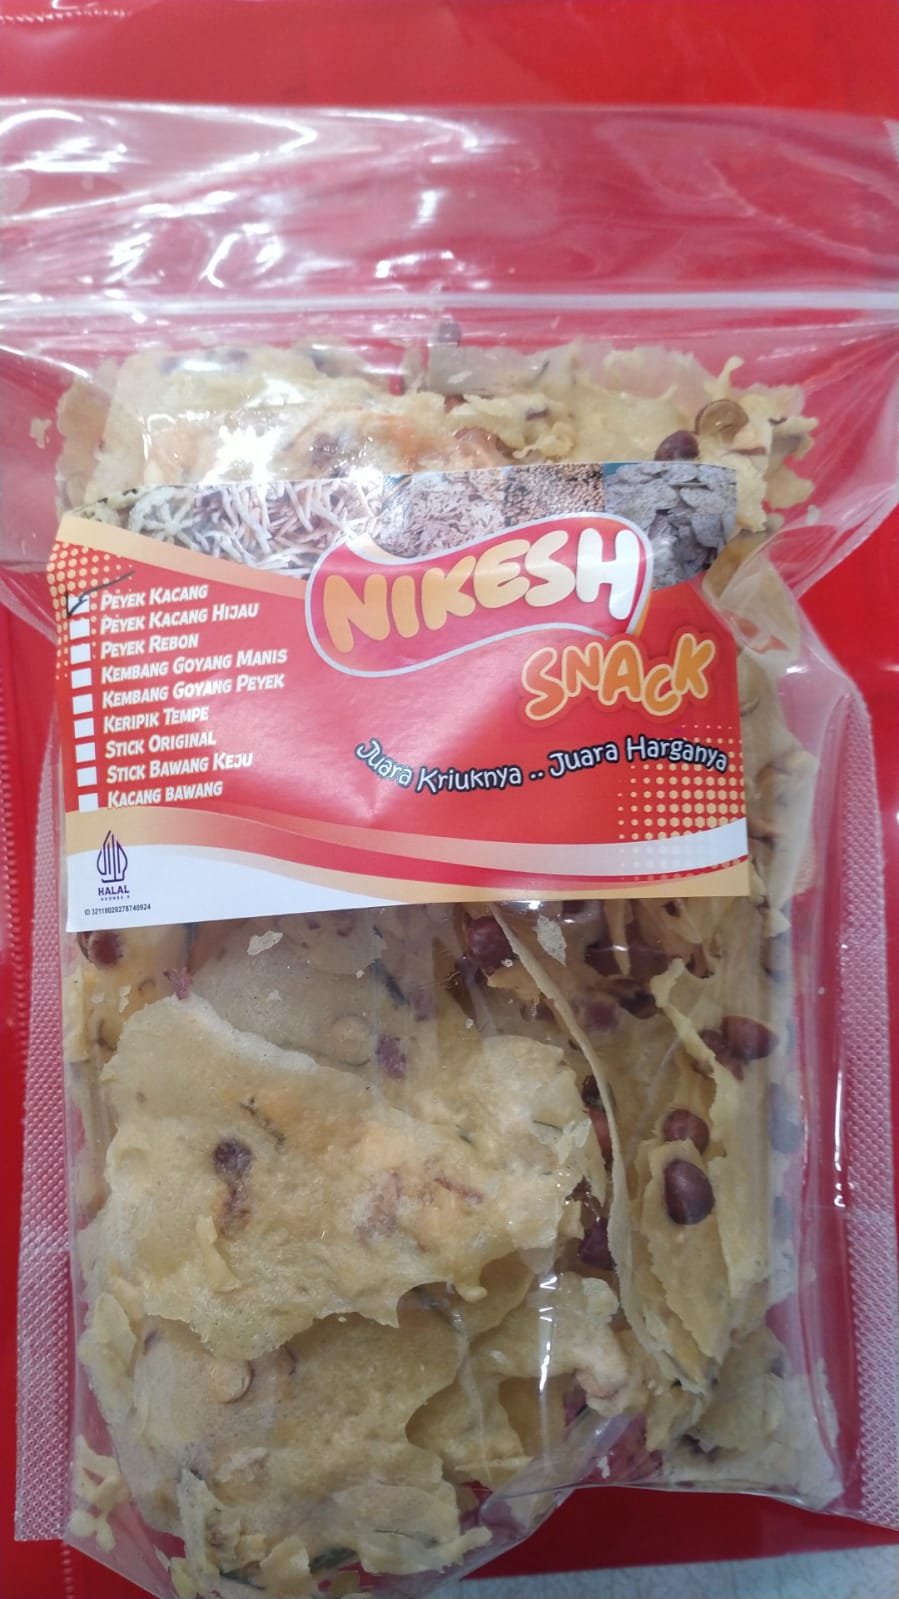 NIKESH
SNACK
Juara Kriuknya .. Juara Harganya
PEYEK KACANG
PEYEK KACANG HIJAU
PEYEK REBON
KEMBANG GOYANG MANIS
KEMBANG GOYANG PEYEK
KERIPIK TEMPE
STICK ORIGINAL
STICK BAWANG KEJU
KACANG BAWANG
HALAL